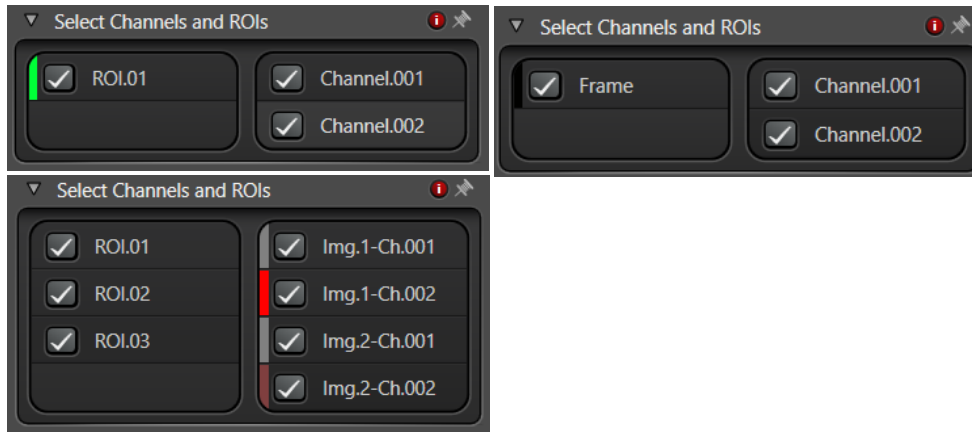 Select Channels and ROIs
ROI.01
Channel.001
Channel.002
Select Channels and ROIs
Frame
Channel.001
Channel.002
Select Channels and ROIs
ROI.01
Img.1-Ch.001
ROI.02
Img.1-Ch.002
ROI.03
Img.2-Ch.001
Img.2-Ch.002